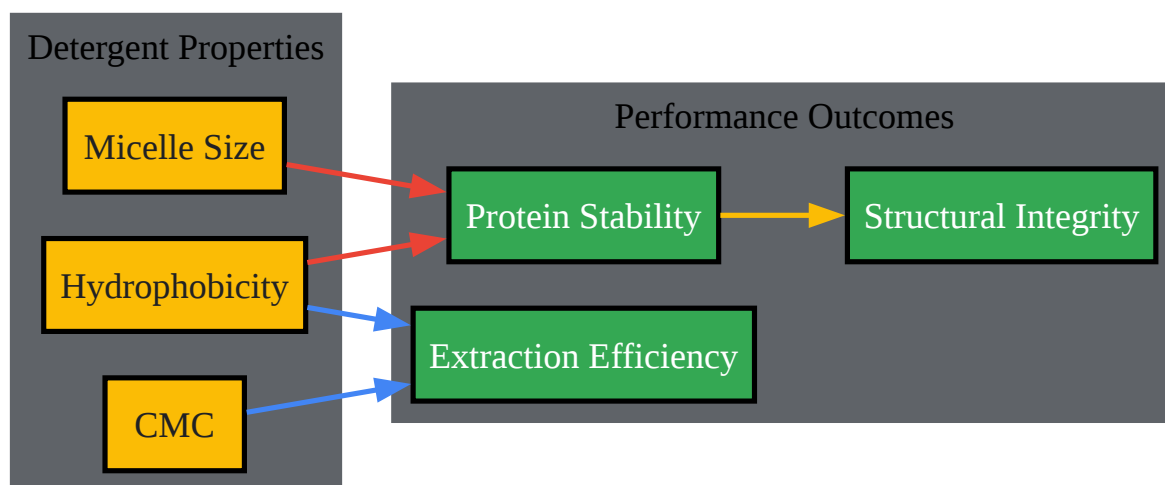 Detergent Properties
Micelle Size
Hydrophobicity
CMC
Performance Outcomes
Protein Stability
Structural Integrity
Extraction Efficiency